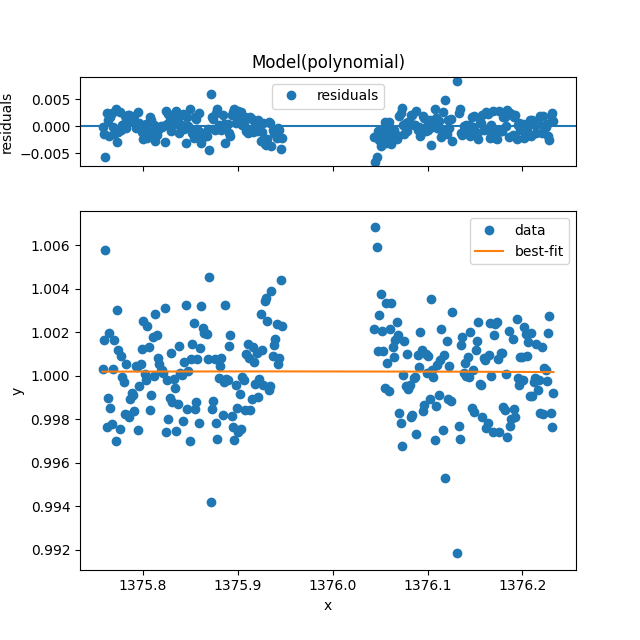 Model(polynomial)
residuals
0.005
0.000
−0.005
residuals
data
best-fit
1.006
1.004
1.002
1.000
0.998
0.996
0.994
0.992
y
1375.8 1375.9 1376.0 1376.1 1376.2
x